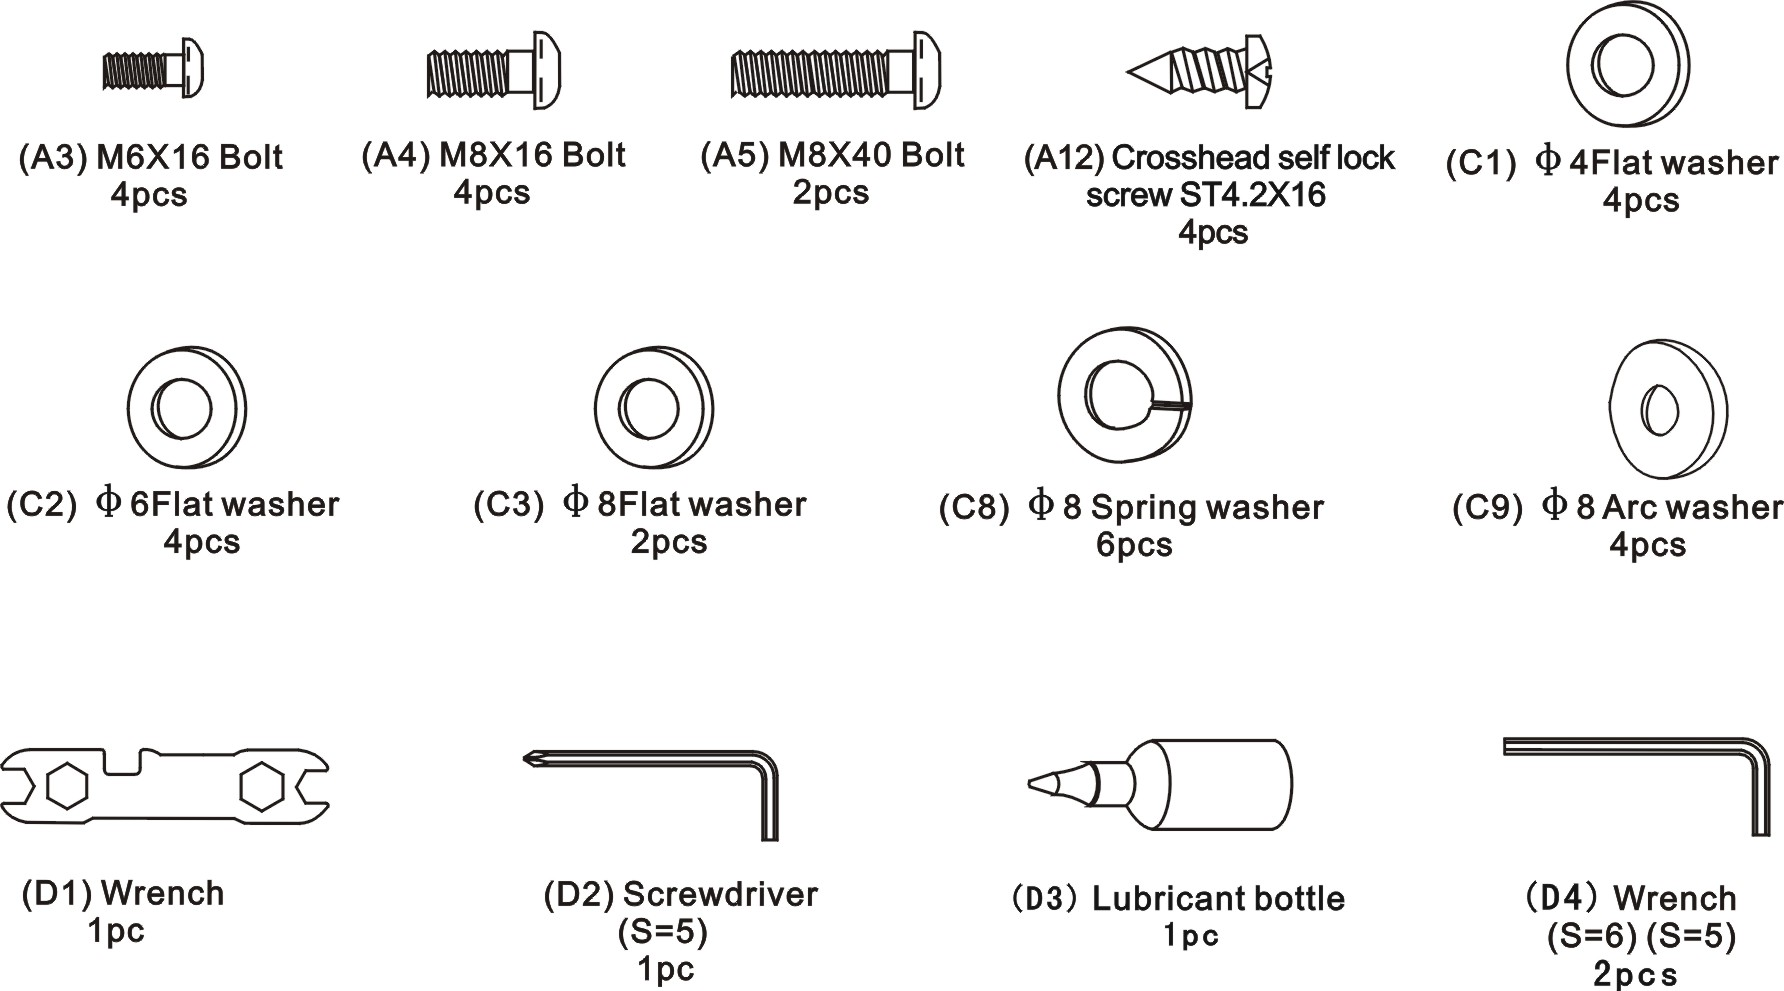 (A3) M6X16 Bolt
4pcs
(A4) M8X16 Bolt
4pcs
(A5) M8X40 Bolt
2pcs
(A12) Crosshead self lock
screw ST4.2X16
4pcs
(C1) Φ 4Flat washer
4pcs
(C2) Φ 6Flat washer
4pcs
(C3) Φ 8Flat washer
2pcs
(C8) Φ 8 Spring washer
6pcs
(C9) Φ 8 Arc washer
4pcs
(D1) Wrench
1pc
(D2) Screwdriver
(S=5)
1pc
(D3) Lubricant bottle
1pc
(D4) Wrench
(S=6) (S=5)
2pcs